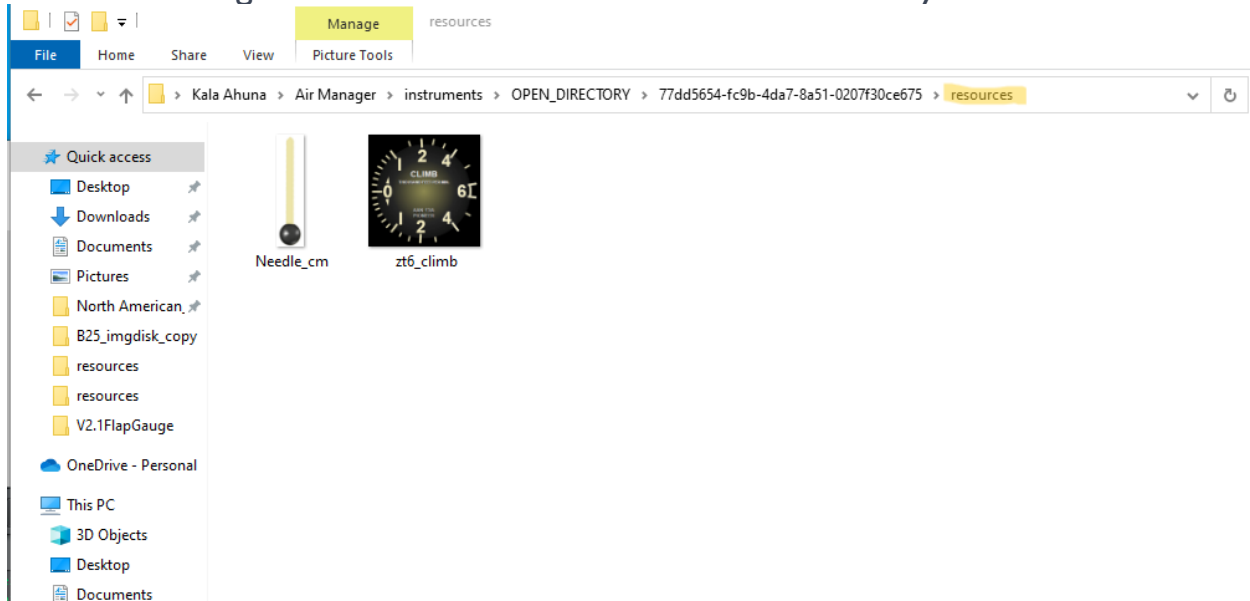 Manage resources
File Home Share View Picture Tools
Kala Ahuna > Air Manager > instruments > OPEN_DIRECTORY > 77dd5654-fc9b-4da7-8a51-0207f30ce675 > resources
Quick access
Desktop
Downloads
Documents
Pictures
North American_
B25_imgdisk_copy
resources
resources
V2.1FlapGauge
OneDrive - Personal
This PC
3D Objects
Desktop
Documents
1 2 4
CLIMB
0 6
1 2 4
Needle_cm zt6_climb